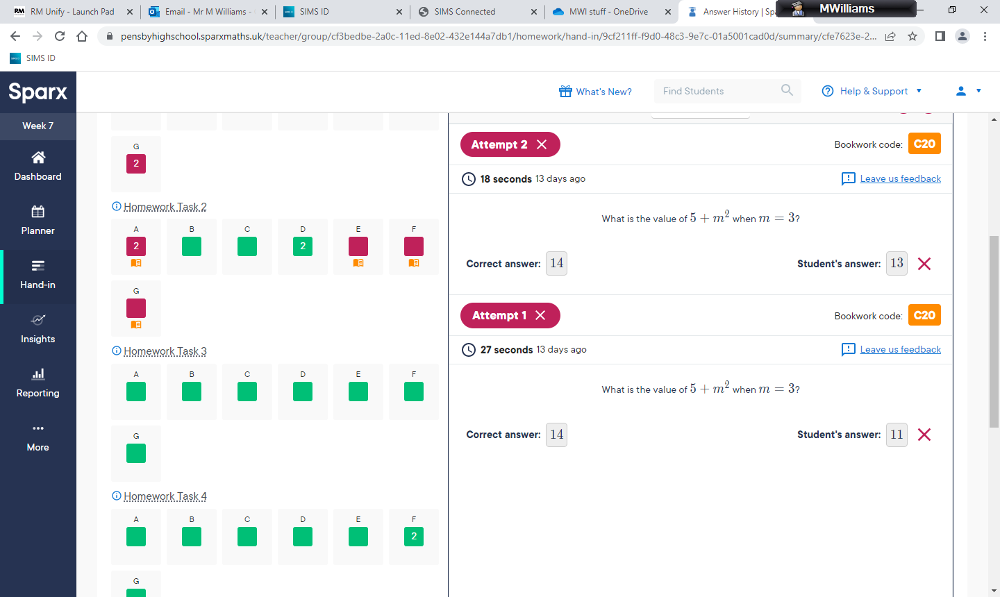 RM Unify - Launch Pad
Email - Mr M Williams -
SIMS ID
SIMS Connected
MWI stuff - OneDrive
Answer History | Spa
MWilliams
pensbyhighschool.sparxmaths.uk/teacher/group/cf3bedbe-2a0c-11ed-8e02-432e144a7db1/homework/hand-in/9cf211ff-f9d0-48c3-9e7c-01a5001cad0d/summary/cfe7623e-2...
SIMS ID
Sparx
What's New?
Find Students
Help & Support
Week 7
Dashboard
Planner
Hand-in
Insights
Reporting
More
G
2
Homework Task 2
A B C D E F
2 2
G
Homework Task 3
A B C D E F
G
Homework Task 4
A B C D E F
2
G
Attempt 2
Bookwork code: C20
18 seconds 13 days ago
Leave us feedback
What is the value of 5 + m² when m = 3?
Correct answer: 14
Student's answer: 13
Attempt 1
Bookwork code: C20
27 seconds 13 days ago
Leave us feedback
What is the value of 5 + m² when m = 3?
Correct answer: 14
Student's answer: 11